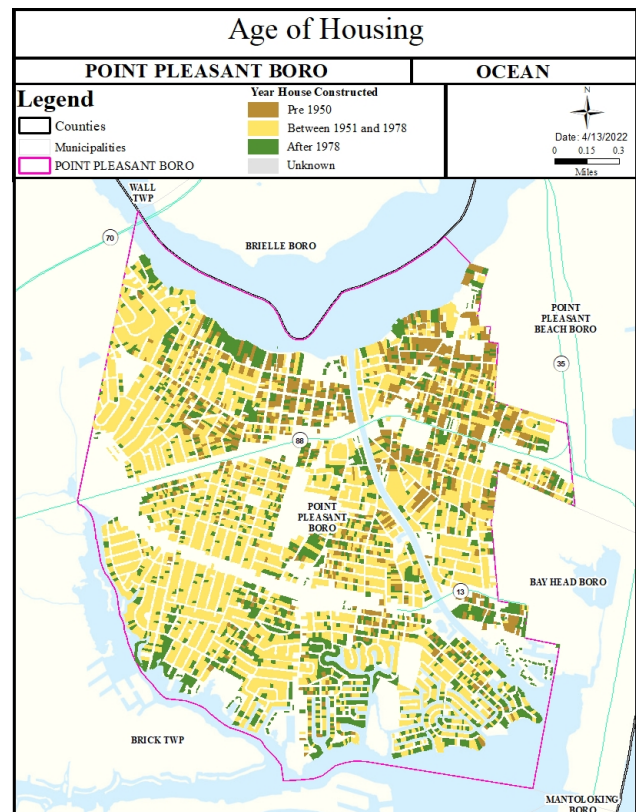 Age of Housing
POINT PLEASANT BORO
OCEAN
Legend
Counties
Municipalities
POINT PLEASANT BORO
Year House Constructed
Pre 1950
Between 1951 and 1978
After 1978
Unknown
N
Date: 4/13/2022
0 0.15 0.3
Miles
WALL
TWP
70
BRIELLE BORO
POINT
PLEASANT
BEACH BORO
35
88
POINT
PLEASANT
BORO
BAY HEAD BORO
13
BRICK TWP
MANTOLOKING
BORO